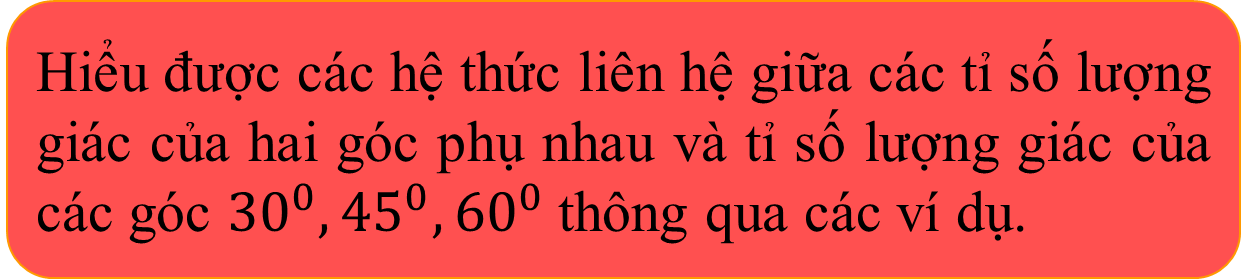 Hiểu được các hệ thức liên hệ giữa các tỉ số lượng
giác của hai góc phụ nhau và tỉ số lượng giác của
các góc 30⁰, 45⁰, 60⁰ thông qua các ví dụ.